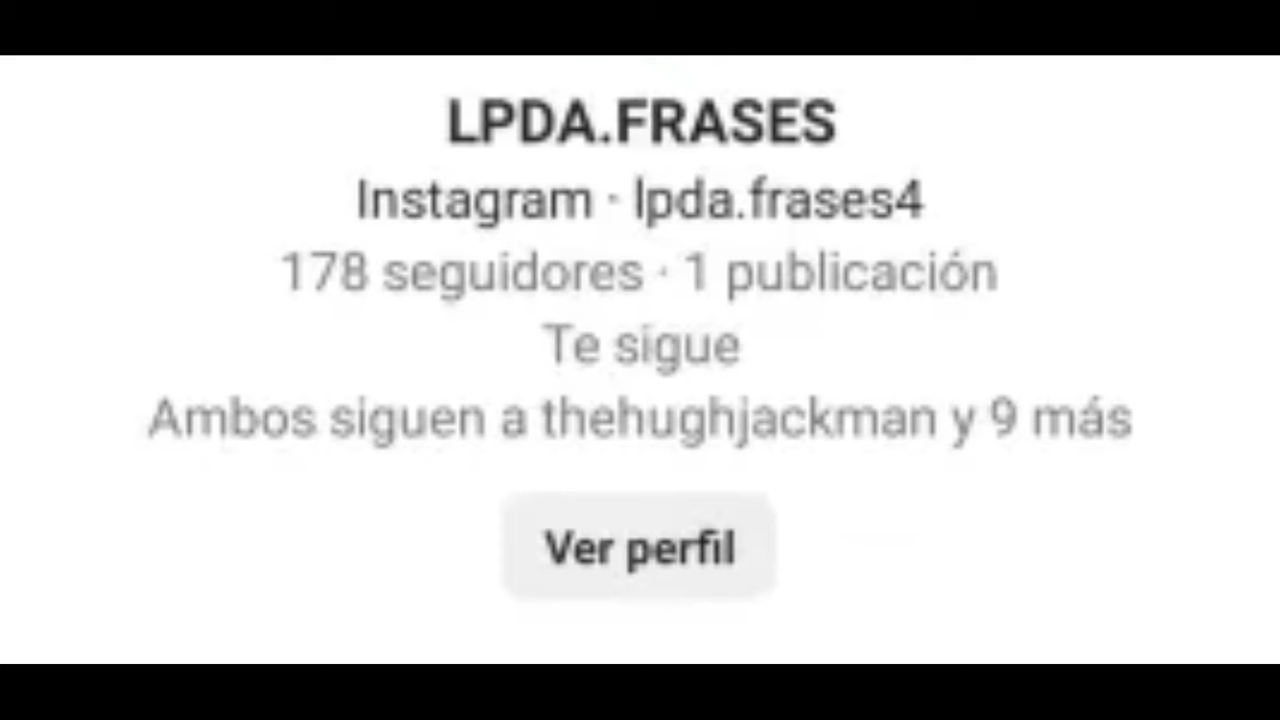 LPDA.FRASES
Instagram · lpda.frases4
178 seguidores · 1 publicación
Te sigue
Ambos siguen a thehughjackman y 9 más
Ver perfil